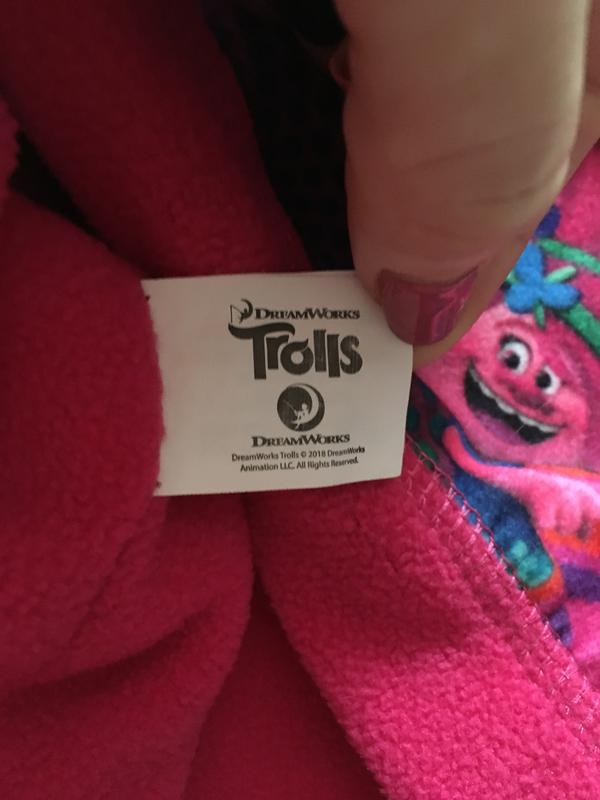 DREAMWORKS
Trolls
DREAMWORKS
DreamWorks Trolls © 2018 DreamWorks
Animation LLC. All Rights Reserved.